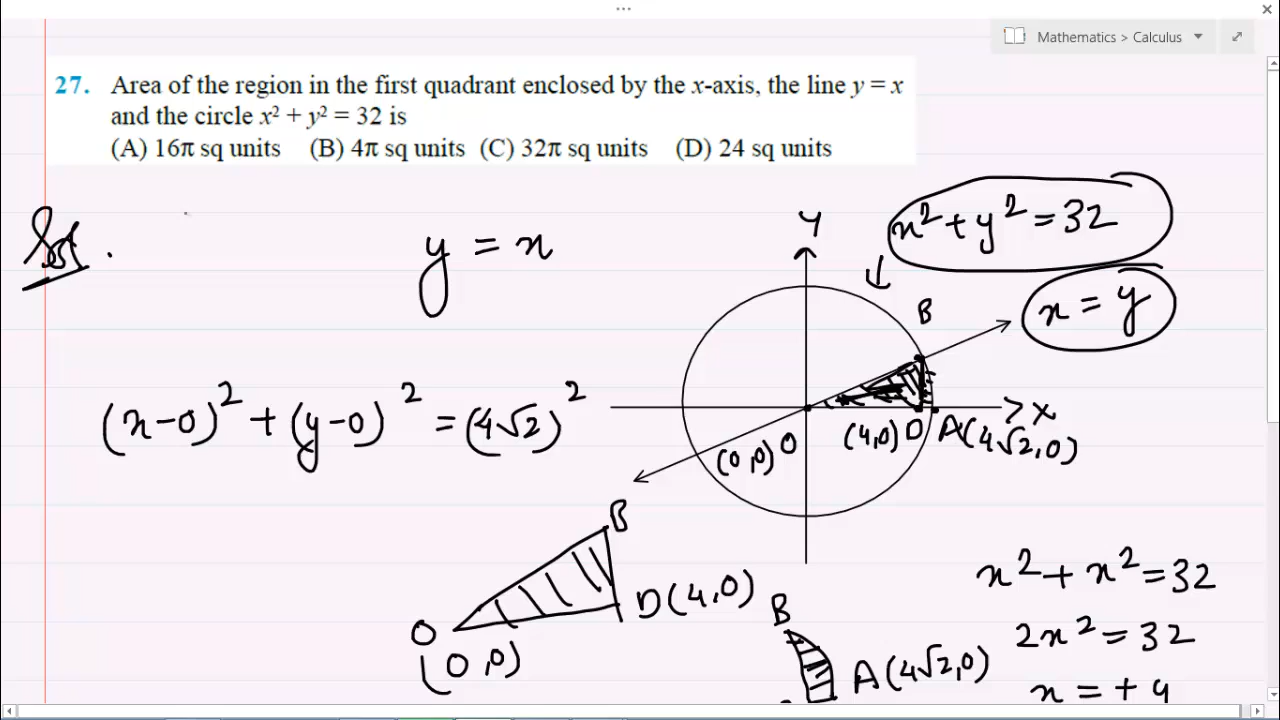 Mathematics > Calculus
27. Area of the region in the first quadrant enclosed by the x-axis, the line y = x
and the circle x² + y² = 32 is
(A) 16π sq units (B) 4π sq units (C) 32π sq units (D) 24 sq units
Sol.
y = x
Y
x² + y² = 32
x = y
B
(x-0)² + (y-0)² = (4√2)²
X
(0,0) O
(4,0) D
A(4√2,0)
B
O
(0,0)
D(4,0)
B
A(4√2,0)
x² + x² = 32
2x² = 32
x = + 4